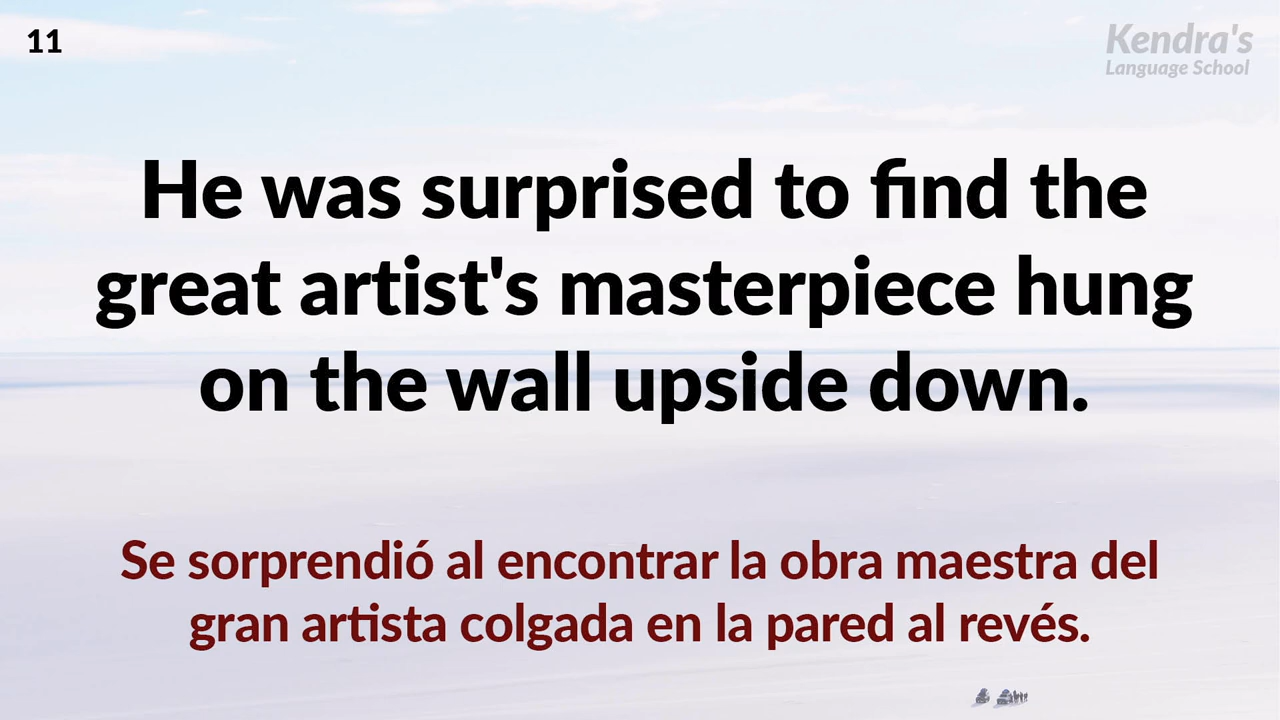 11
Kendra's
Language School
He was surprised to find the
great artist's masterpiece hung
on the wall upside down.
Se sorprendió al encontrar la obra maestra del
gran artista colgada en la pared al revés.